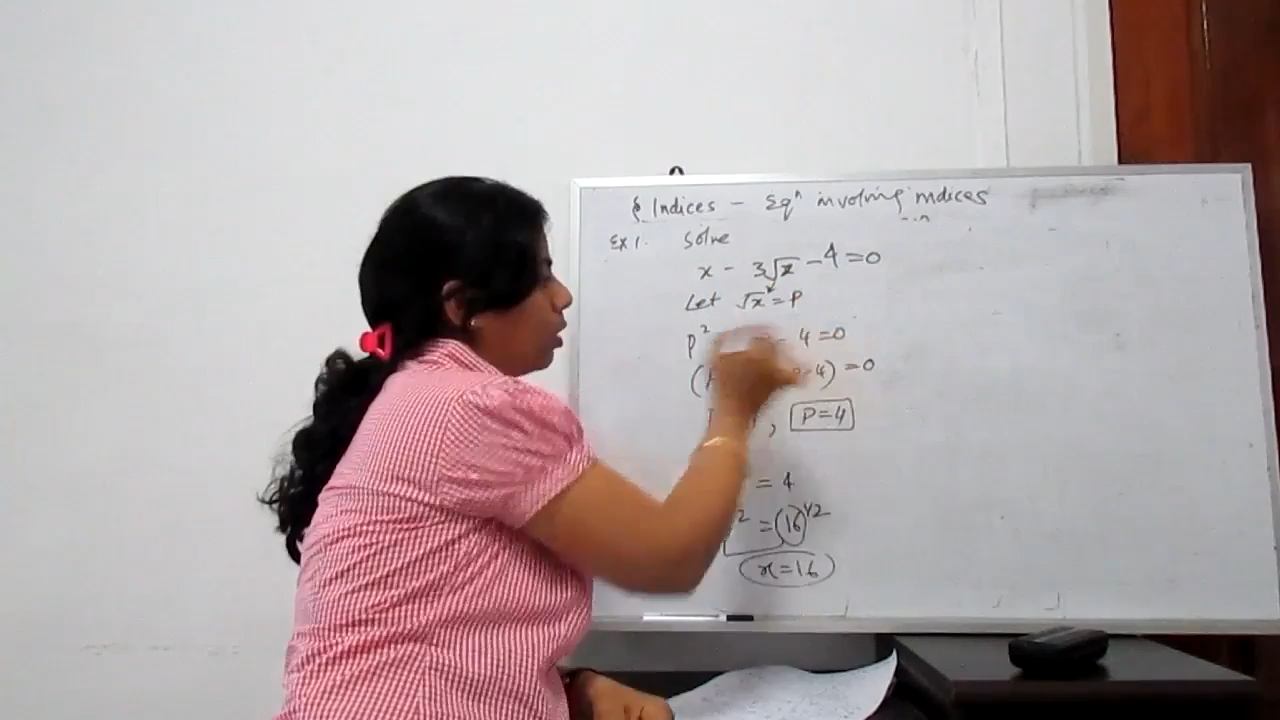 § Indices - Eqⁿ involving indices
Ex 1. Solve
x - 3√x - 4 = 0
Let √x = P
P² - 4 = 0
( P - 4) = 0
, P = 4
= 4
² = (16)^1/2
x = 16